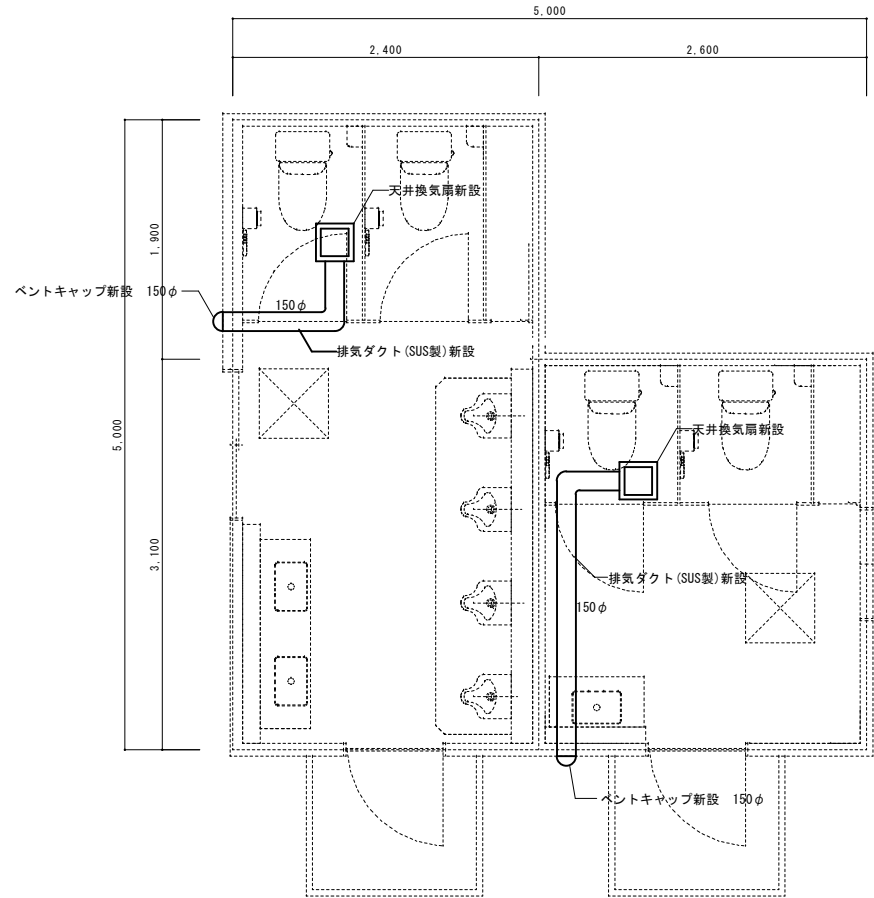 5,000
2,400
2,600
天井換気扇新設
1,900
ベントキャップ新設 150φ
150φ
排気ダクト(SUS製)新設
5,000
天井換気扇新設
3,100
排気ダクト(SUS製)新設
150φ
ベントキャップ新設 150φ